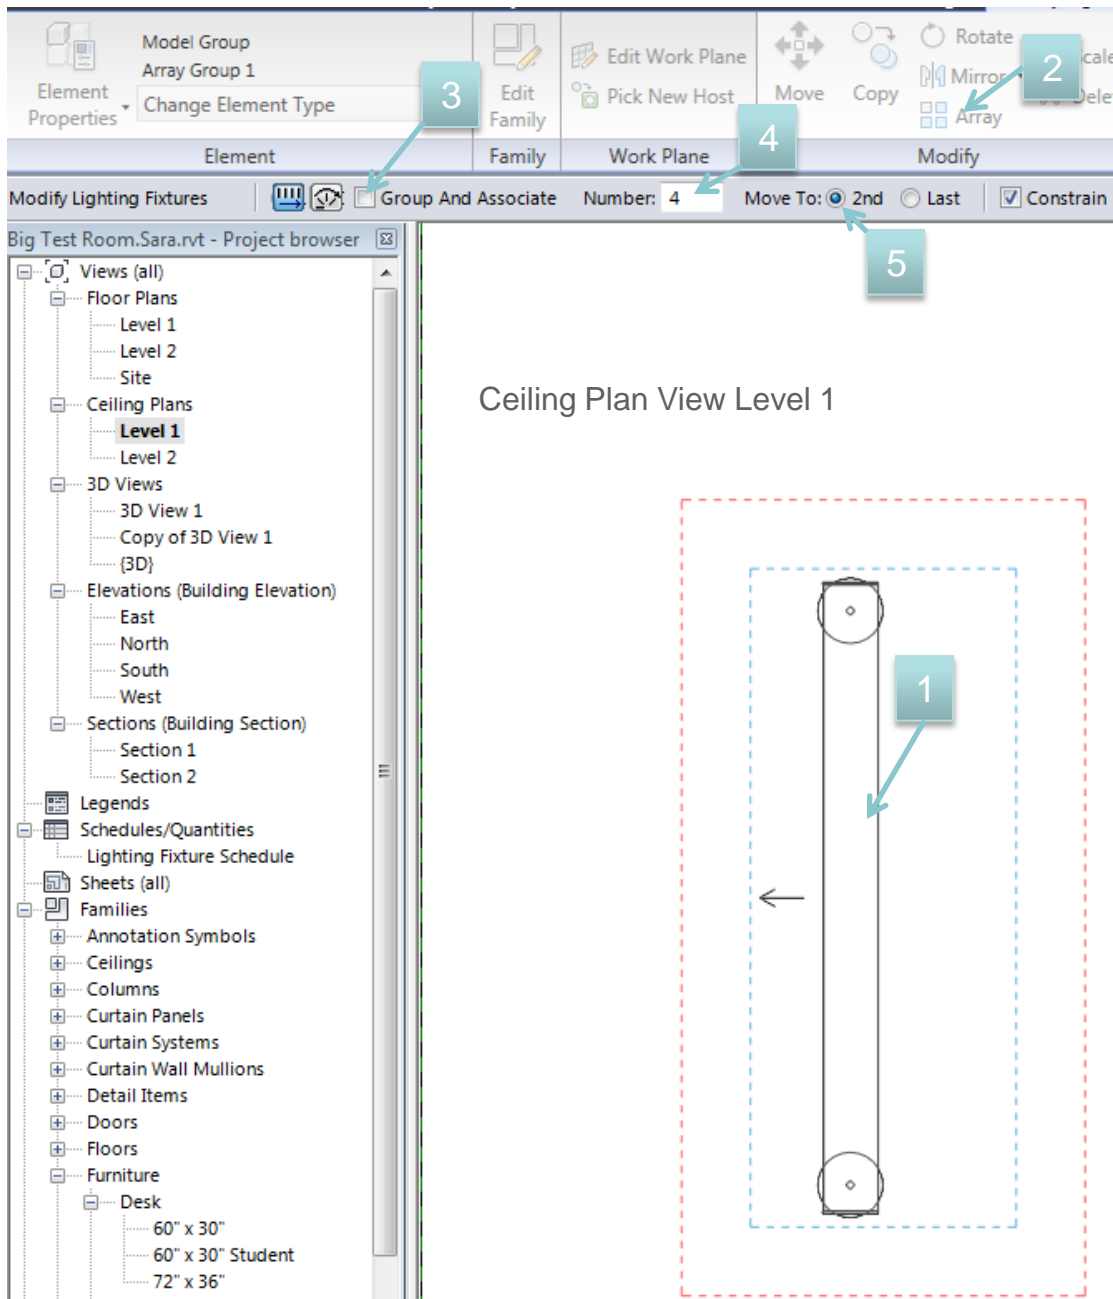 Model Group
Array Group 1
Change Element Type
Element
Properties
Edit
Family
Edit Work Plane
Pick New Host
Move
Copy
Rotate
Mirror
Array
Element
Family
Work Plane
Modify
3
4
2
Modify Lighting Fixtures
Group And Associate
Number: 4
Move To: 2nd
Last
Constrain
5
Big Test Room.Sara.rvt - Project browser
Views (all)
Floor Plans
Level 1
Level 2
Site
Ceiling Plans
Level 1
Level 2
3D Views
3D View 1
Copy of 3D View 1
{3D}
Elevations (Building Elevation)
East
North
South
West
Sections (Building Section)
Section 1
Section 2
Legends
Schedules/Quantities
Lighting Fixture Schedule
Sheets (all)
Families
Annotation Symbols
Ceilings
Columns
Curtain Panels
Curtain Systems
Curtain Wall Mullions
Detail Items
Doors
Floors
Furniture
Desk
60" x 30"
60" x 30" Student
72" x 36"
Ceiling Plan View Level 1
1